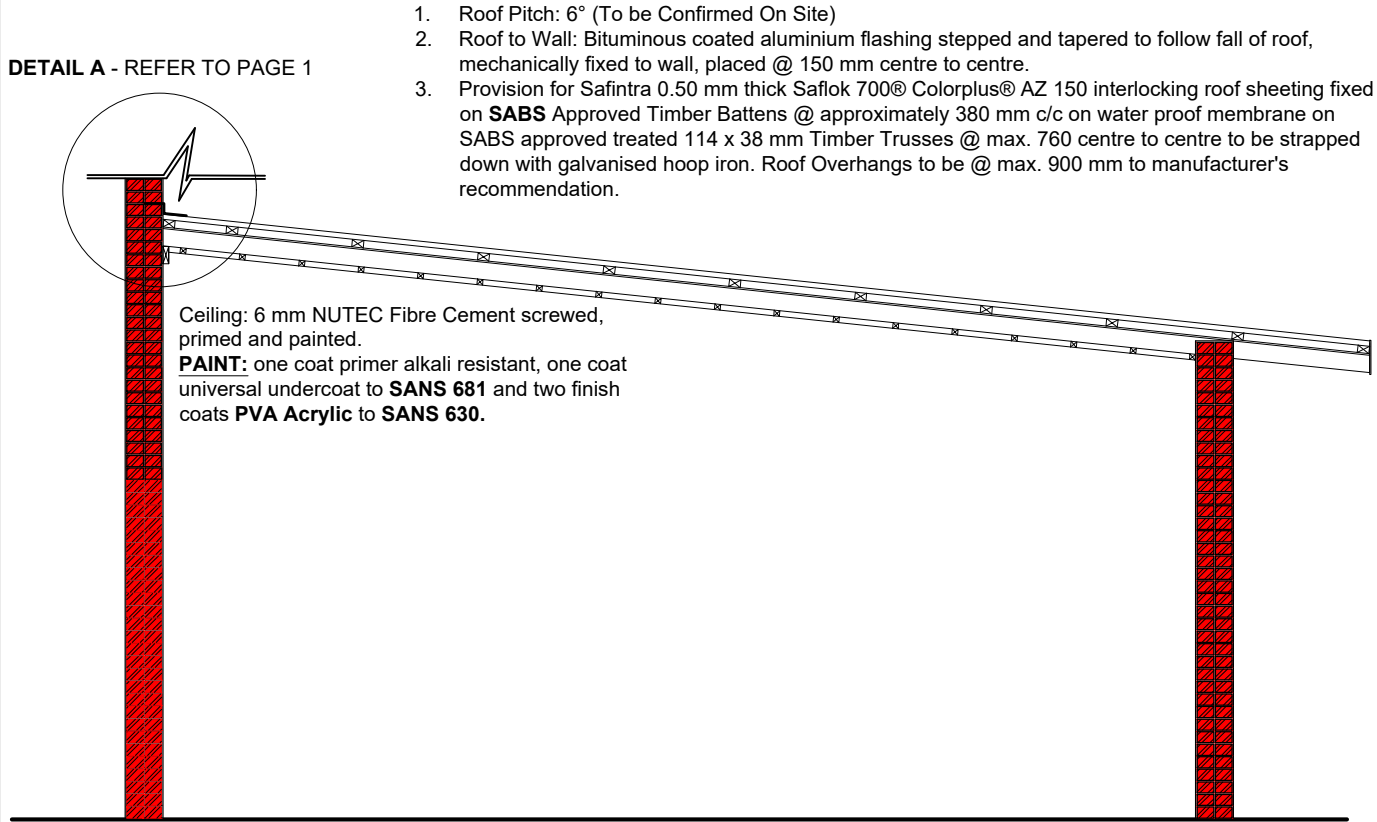 1. Roof Pitch: 6° (To be Confirmed On Site)
2. Roof to Wall: Bituminous coated aluminium flashing stepped and tapered to follow fall of roof,
mechanically fixed to wall, placed @ 150 mm centre to centre.
3. Provision for Safintra 0.50 mm thick Saflok 700® Colorplus® AZ 150 interlocking roof sheeting fixed
on SABS Approved Timber Battens @ approximately 380 mm c/c on water proof membrane on
SABS approved treated 114 x 38 mm Timber Trusses @ max. 760 centre to centre to be strapped
down with galvanised hoop iron. Roof Overhangs to be @ max. 900 mm to manufacturer's
recommendation.
DETAIL A - REFER TO PAGE 1
Ceiling: 6 mm NUTEC Fibre Cement screwed,
primed and painted.
PAINT: one coat primer alkali resistant, one coat
universal undercoat to SANS 681 and two finish
coats PVA Acrylic to SANS 630.